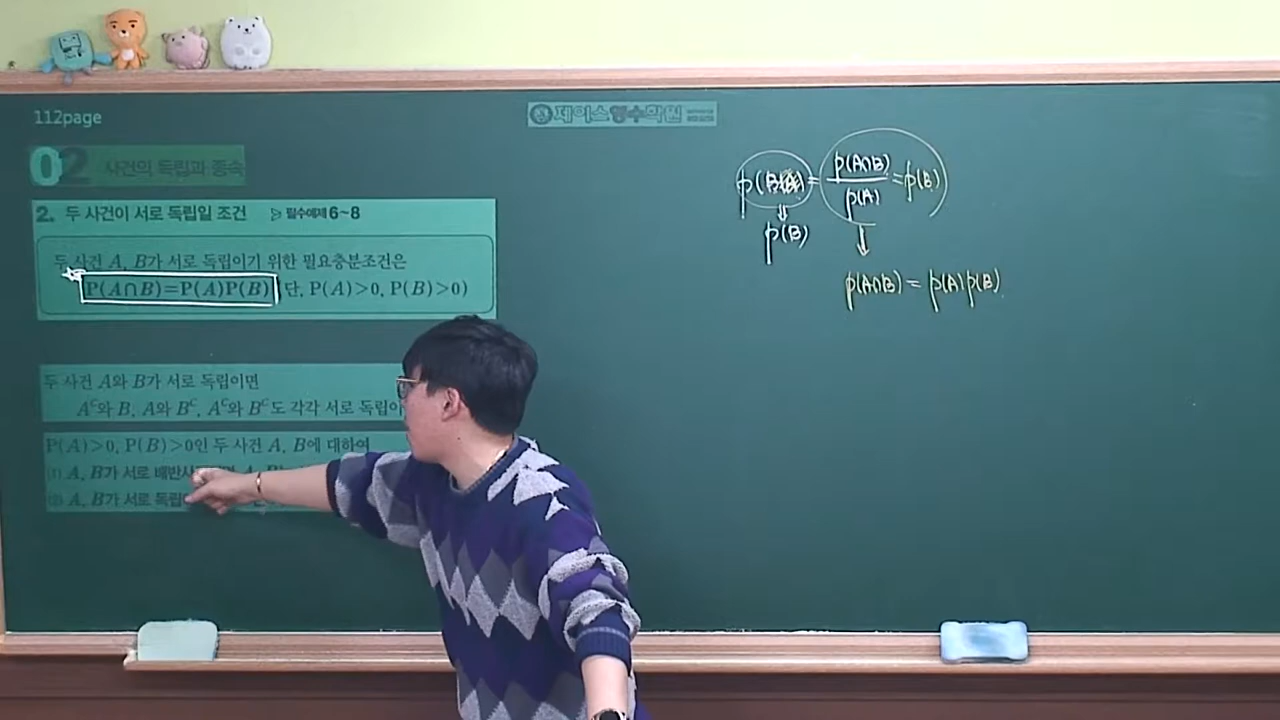 112page
제이스영수학원
02 사건의 독립과 종속
2. 두 사건이 서로 독립일 조건 ▷ 필수예제 6~8
두 사건 A, B가 서로 독립이기 위한 필요충분조건은
P(A∩B)=P(A)P(B) (단, P(A)>0, P(B)>0)
두 사건 A와 B가 서로 독립이면
Aᶜ와 B, A와 Bᶜ, Aᶜ와 Bᶜ도 각각 서로 독립이
P(A)>0, P(B)>0인 두 사건 A, B에 대하여
(1) A, B가 서로 배반사
(2) A, B가 서로 독립
= P(A∩B)/P(A) = P(B)
P(B)
P(A∩B) = P(A)P(B)